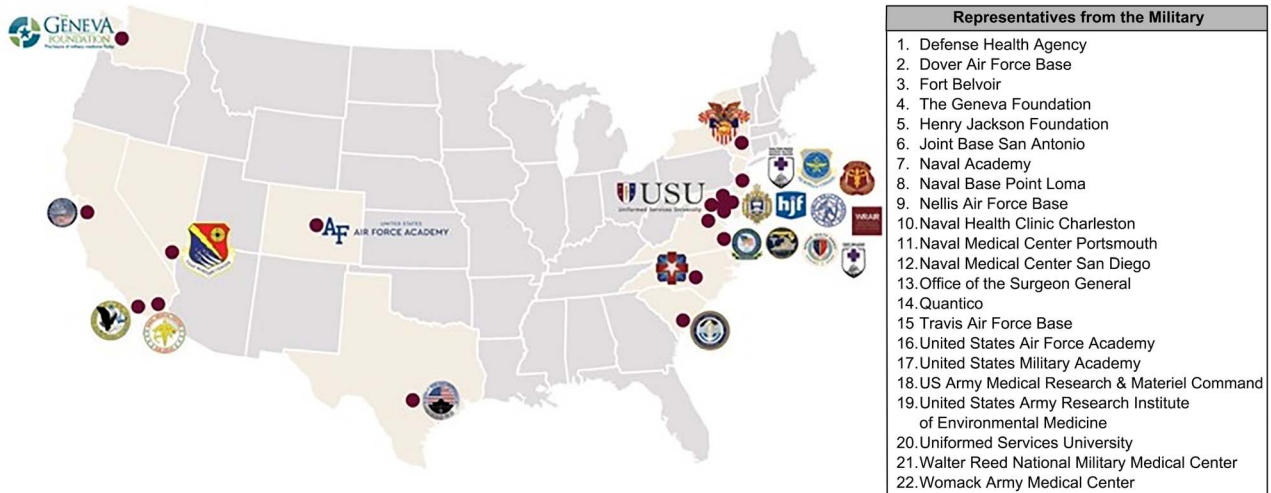 THE
GENEVA
FOUNDATION
USU
Uniformed Services University
hjf
WRAIR
AF
UNITED STATES
AIR FORCE ACADEMY
Representatives from the Military
1. Defense Health Agency
2. Dover Air Force Base
3. Fort Belvoir
4. The Geneva Foundation
5. Henry Jackson Foundation
6. Joint Base San Antonio
7. Naval Academy
8. Naval Base Point Loma
9. Nellis Air Force Base
10.Naval Health Clinic Charleston
11.Naval Medical Center Portsmouth
12.Naval Medical Center San Diego
13.Office of the Surgeon General
14.Quantico
15 Travis Air Force Base
16.United States Air Force Academy
17.United States Military Academy
18.US Army Medical Research & Materiel Command
19.United States Army Research Institute
of Environmental Medicine
20.Uniformed Services University
21.Walter Reed National Military Medical Center
22.Womack Army Medical Center